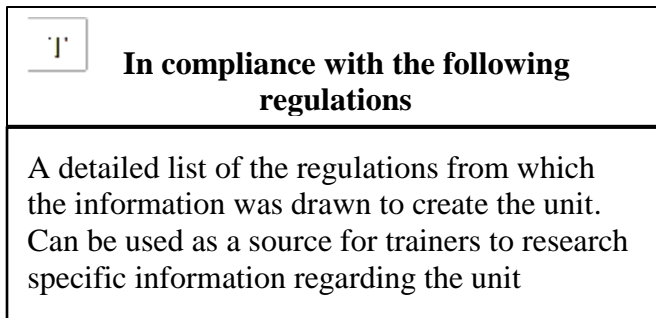 In compliance with the following
regulations
A detailed list of the regulations from which
the information was drawn to create the unit.
Can be used as a source for trainers to research
specific information regarding the unit